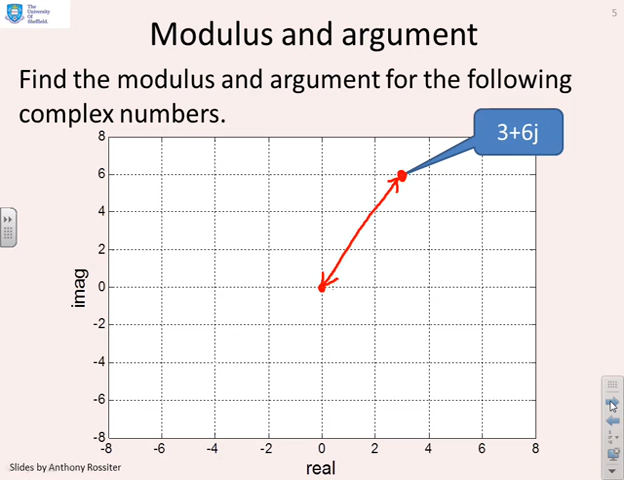 The
University
Of
Sheffield.
5
Modulus and argument
Find the modulus and argument for the following
complex numbers.
3+6j
8
6
4
2
0
-2
-4
-6
-8
imag
-8
-6
-4
-2
0
2
4
6
8
real
Slides by Anthony Rossiter